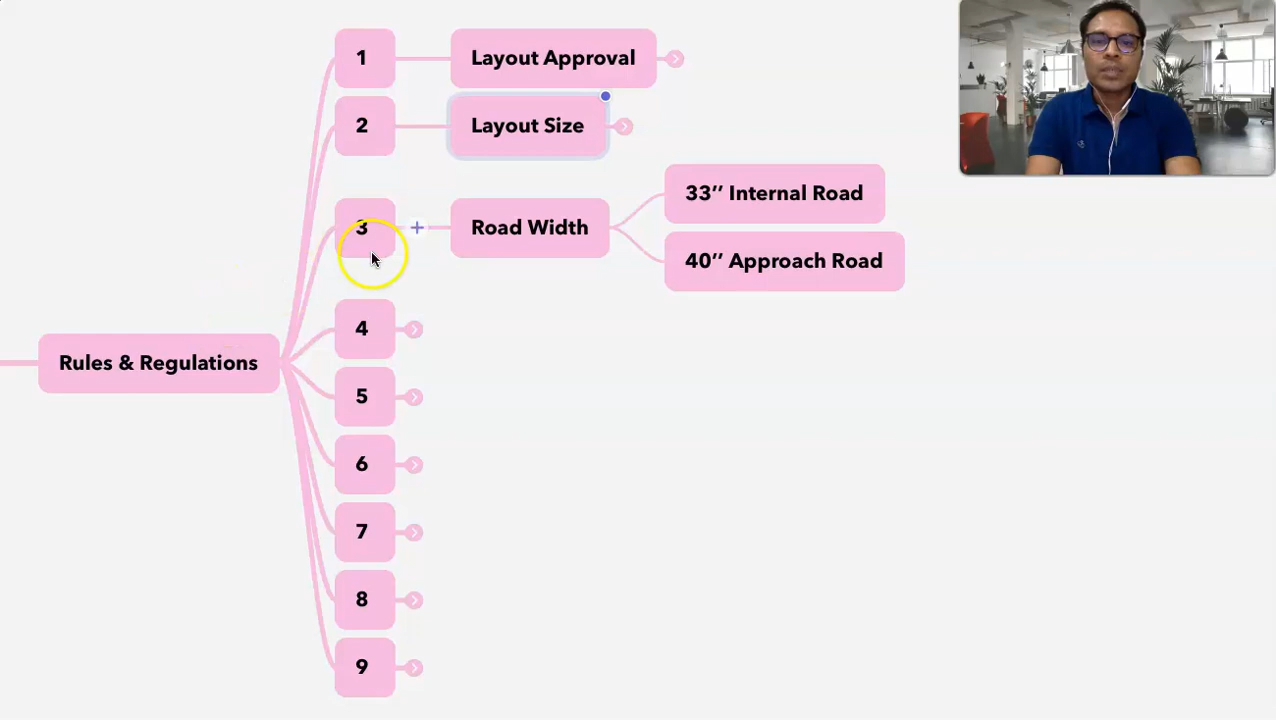 1
Layout Approval
2
Layout Size
3
Road Width
33’’ Internal Road
40’’ Approach Road
4
Rules & Regulations
5
6
7
8
9